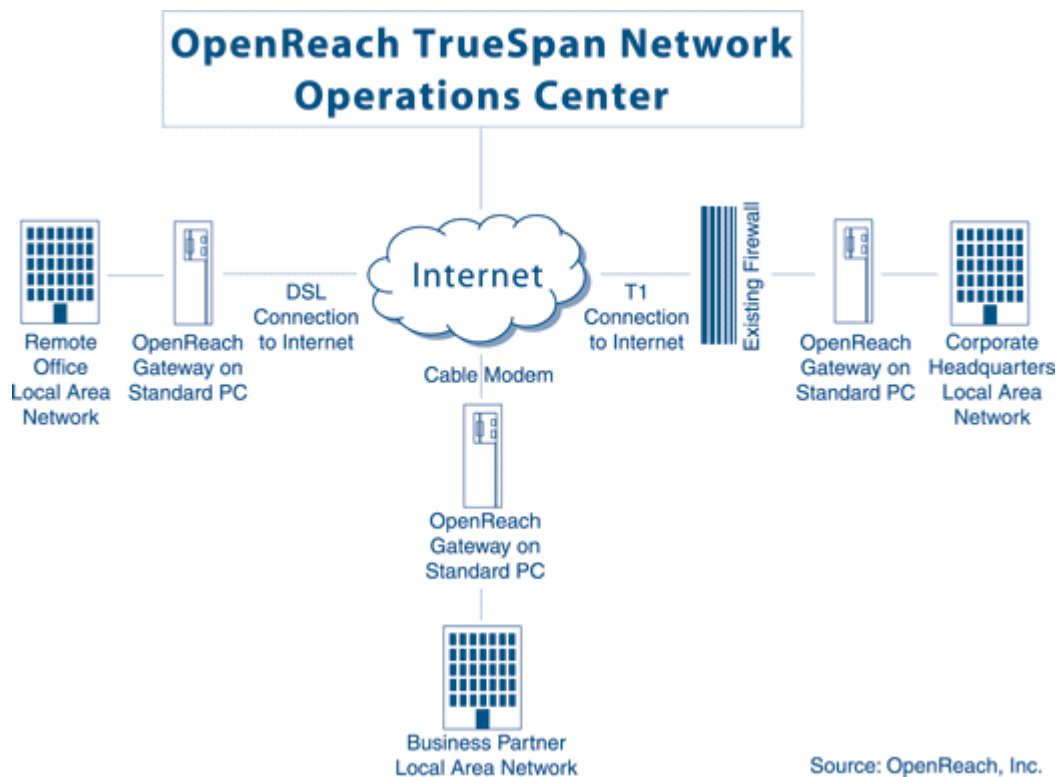 OpenReach TrueSpan Network
Operations Center
Internet
DSL
Connection
to Internet
T1
Connection
to Internet
Existing Firewall
Remote
Office
Local Area
Network
OpenReach
Gateway on
Standard PC
Cable Modem
OpenReach
Gateway on
Standard PC
Corporate
Headquarters
Local Area
Network
OpenReach
Gateway on
Standard PC
Business Partner
Local Area Network
Source: OpenReach, Inc.